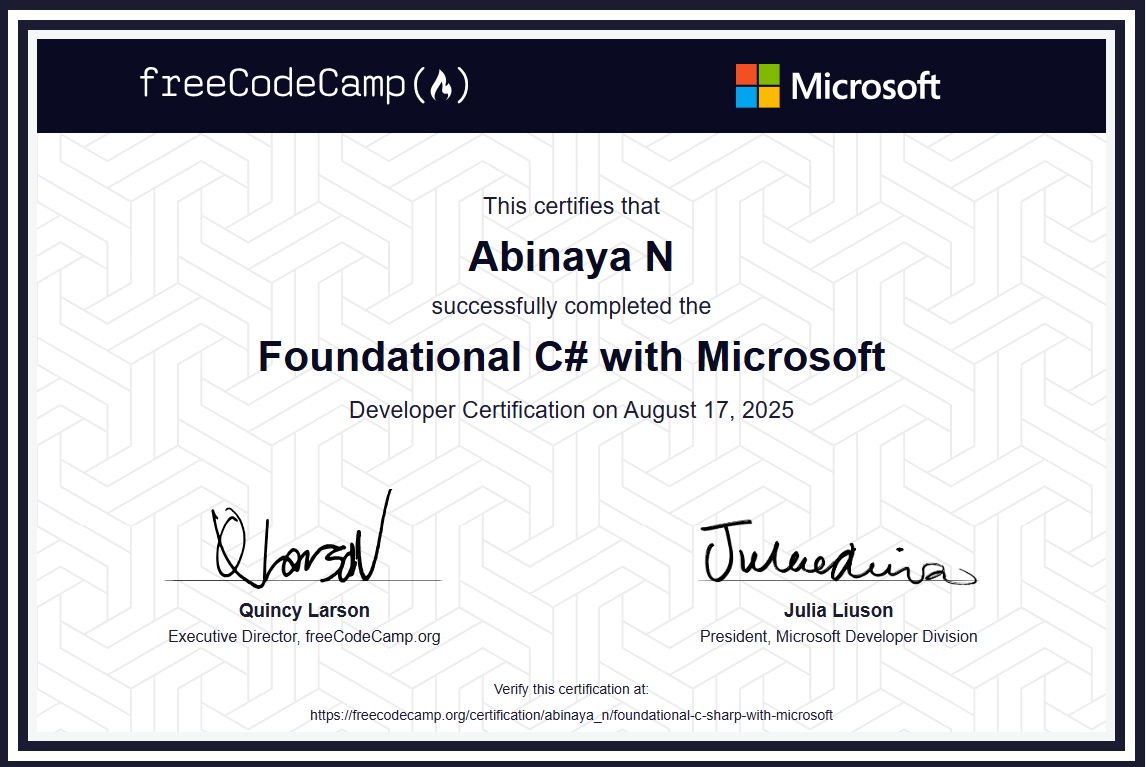 freeCodeCamp Microsoft
This certifies that
Abinaya N
successfully completed the
Foundational C# with Microsoft
Developer Certification on August 17, 2025
Quincy Larson
Executive Director, freeCodeCamp.org
Julia Liuson
President, Microsoft Developer Division
Verify this certification at:
https://freecodecamp.org/certification/abinaya_n/foundational-c-sharp-with-microsoft